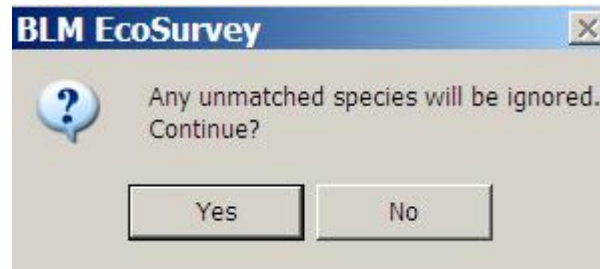 BLM EcoSurvey
Any unmatched species will be ignored.
Continue?
Yes
No